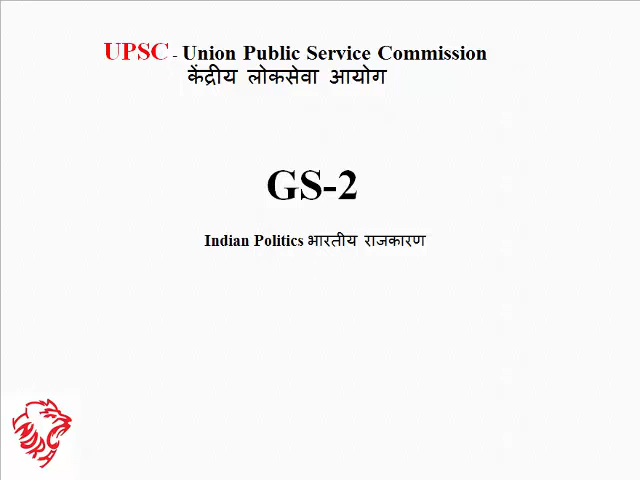 UPSC - Union Public Service Commission
केंद्रीय लोकसेवा आयोग
GS-2
Indian Politics भारतीय राजकारण